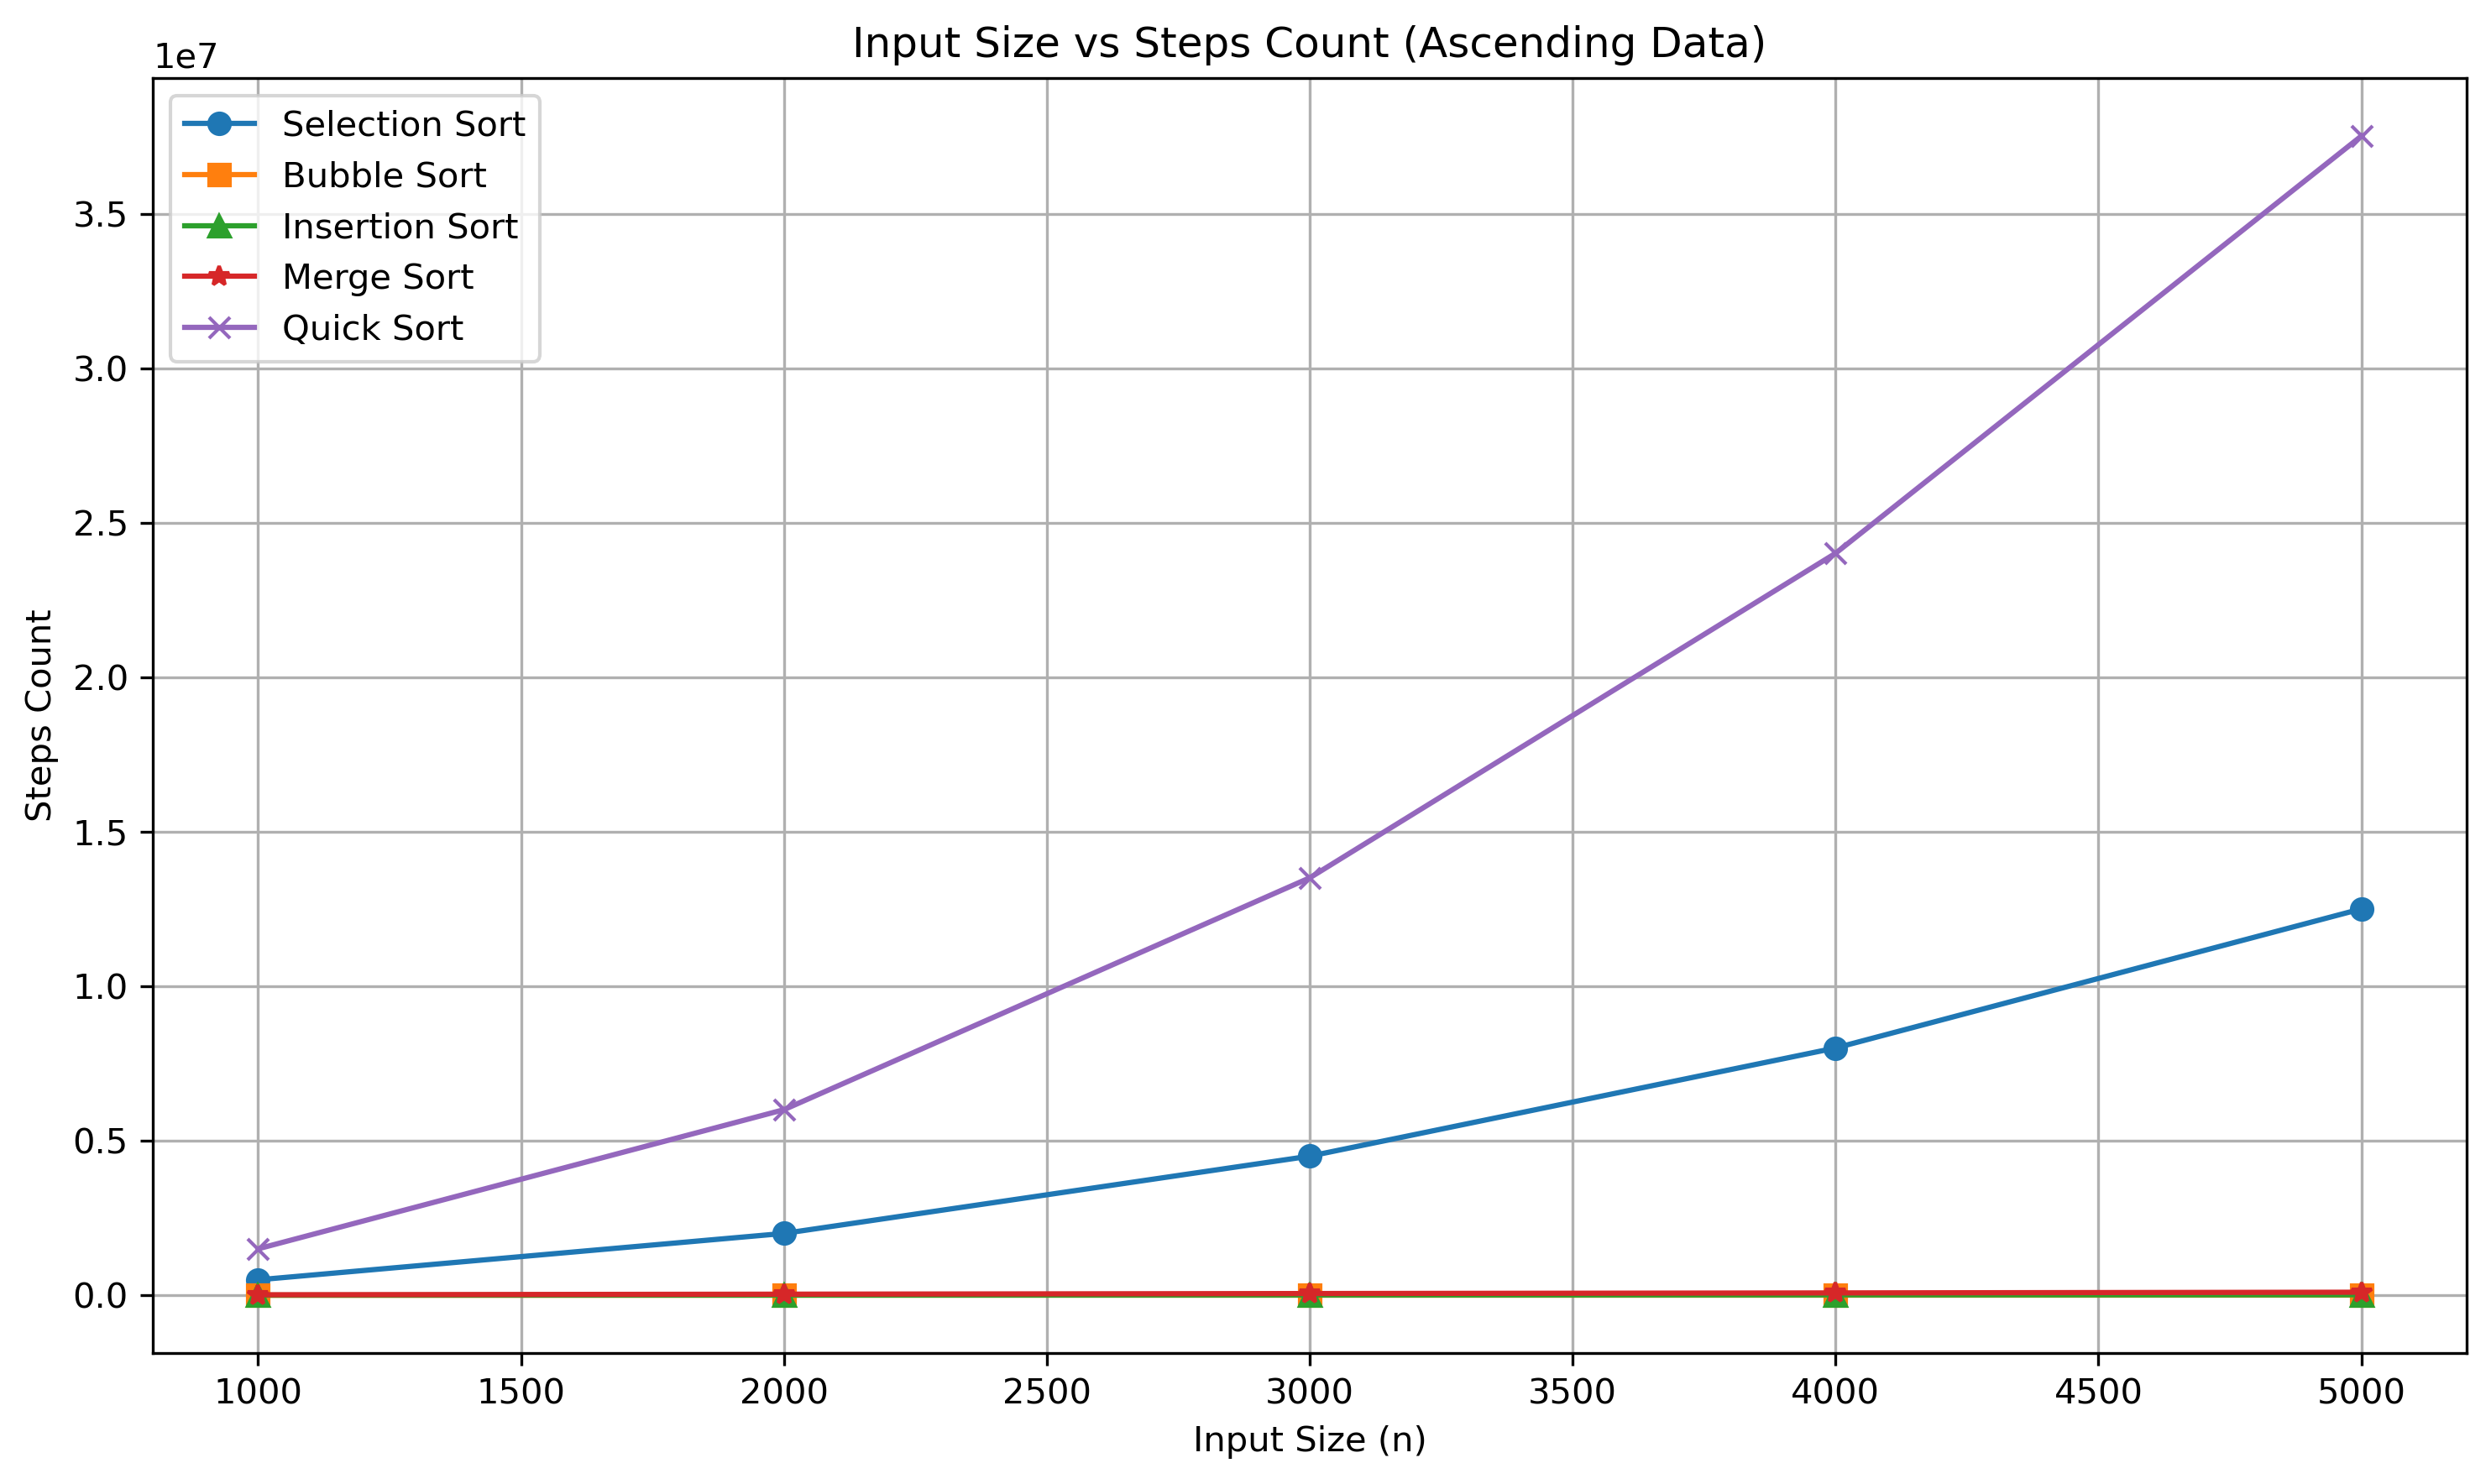 Input Size vs Steps Count (Ascending Data)
1e7
Selection Sort
Bubble Sort
Insertion Sort
Merge Sort
Quick Sort
3.5
3.0
2.5
2.0
1.5
1.0
0.5
0.0
Steps Count
1000 1500 2000 2500 3000 3500 4000 4500 5000
Input Size (n)